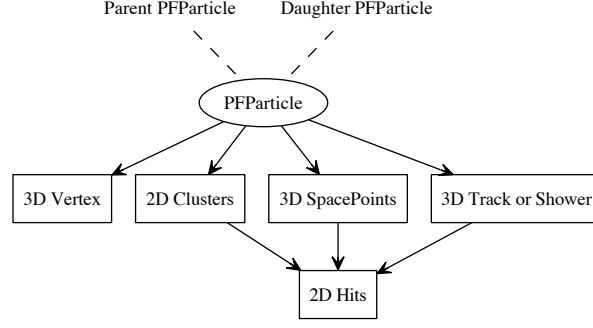 Parent PFParticle Daughter PFParticle
PFParticle
3D Vertex 2D Clusters 3D SpacePoints 3D Track or Shower
2D Hits